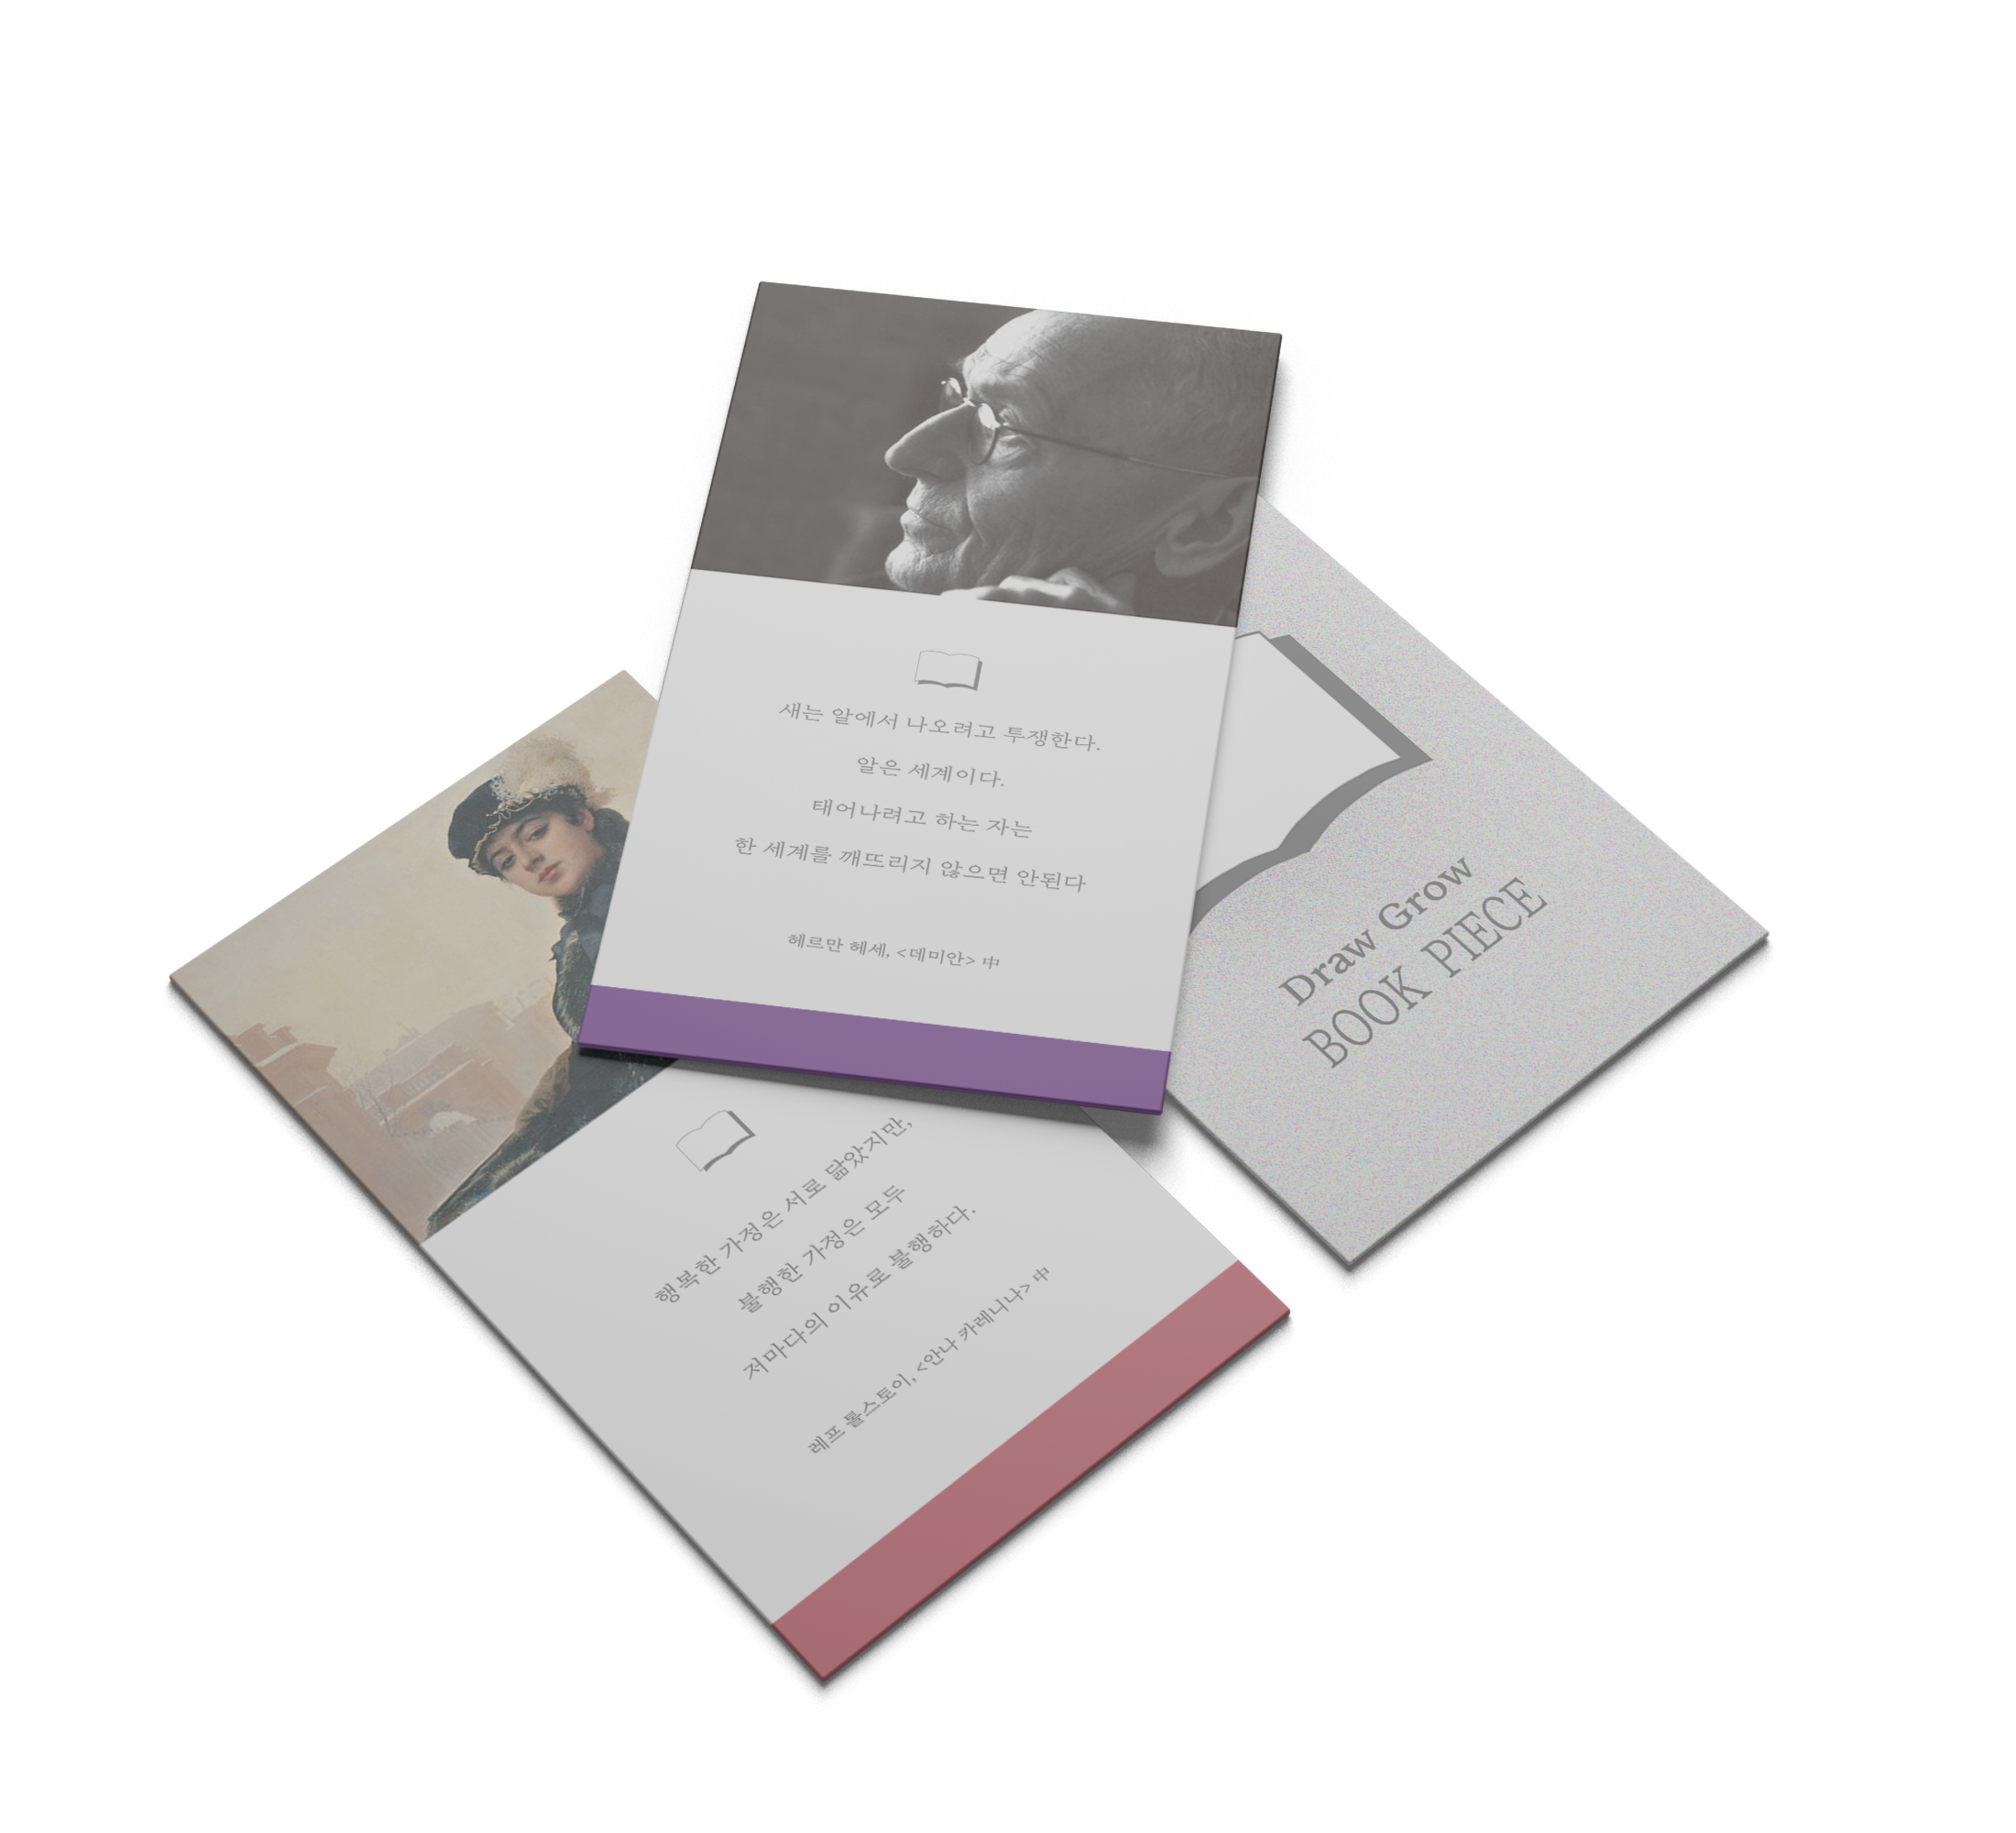 새는 알에서 나오려고 투쟁한다.
알은 세계이다.
태어나려고 하는 자는
한 세계를 깨뜨리지 않으면 안된다
헤르만 헤세, <데미안> 中
행복한 가정은 서로 닮았지만,
불행한 가정은 모두
저마다의 이유로 불행하다.
레프 톨스토이, <안나 카레니나> 中
Draw Grow
BOOK PIECE